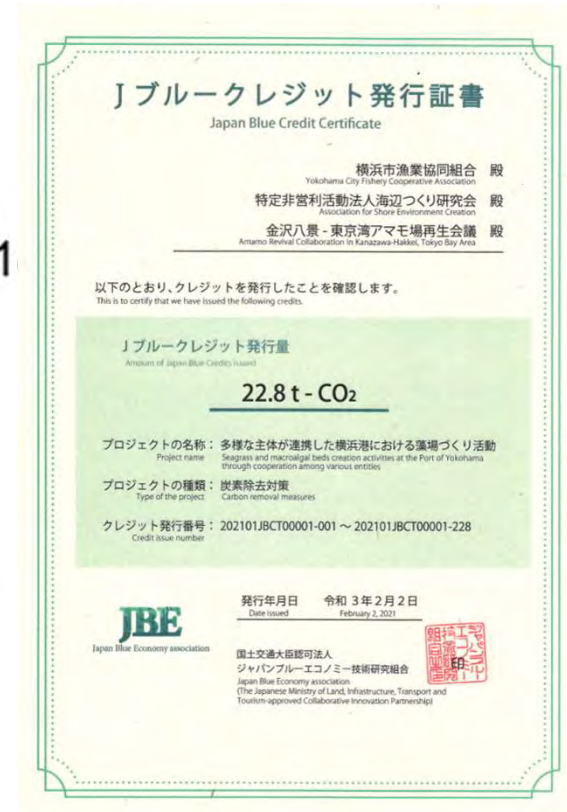 Jブルークレジット発行証書
Japan Blue Credit Certificate
横浜市漁業協同組合 殿
Yokohama City Fishery Cooperative Association
特定非営利活動法人海辺つくり研究会 殿
Association for Shore Environment Creation
金沢八景-東京湾アマモ場再生会議 殿
Amamo Revival Collaboration in Kanazawa-Hakkei, Tokyo Bay Area
1
以下のとおり、クレジットを発行したことを確認します。
This is to certify that we have issued the following credits.
Jブルークレジット発行量
Amount of Japan Blue Credits issued
22.8 t - CO2
プロジェクトの名称： 多様な主体が連携した横浜港における藻場づくり活動
Project name Seagrass and macroalgal beds creation activities at the Port of Yokohama
through cooperation among various entities
プロジェクトの種類： 炭素除去対策
Type of the project Carbon removal measures
クレジット発行番号： 202101JBCT00001-001 ～ 202101JBCT00001-228
Credit issue number
発行年月日 令和 3年2月2日
Date issued February 2, 2021
JBE
Japan Blue Economy association
国土交通大臣認可法人
ジャパンブルーエコノミー技術研究組合
Japan Blue Economy association
(The Japanese Ministry of Land, Infrastructure, Transport and
Tourism-approved Collaborative Innovation Partnership)
印